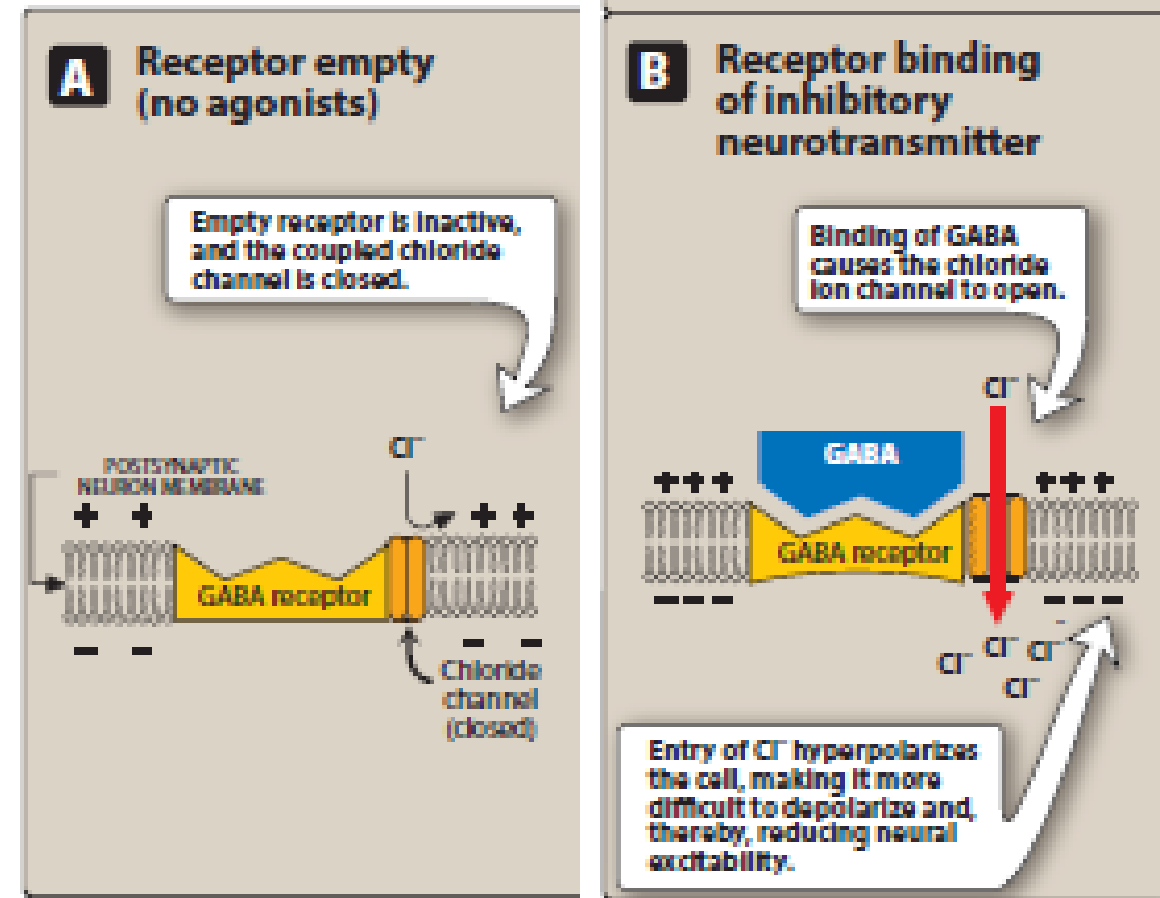 A
Receptor empty
(no agonists)
Empty receptor is inactive,
and the coupled chloride
channel is closed.
Cl⁻
POSTSYNAPTIC
NEURON MEMBRANE
+ +
+ +
GABA receptor
– –
– –
Chloride
channel
(closed)
B
Receptor binding
of inhibitory
neurotransmitter
Binding of GABA
causes the chloride
ion channel to open.
Cl⁻
GABA
+++
+++
GABA receptor
–––
–––
Cl⁻ Cl⁻ Cl⁻
Cl⁻
Entry of Cl⁻ hyperpolarizes
the cell, making it more
difficult to depolarize and,
thereby, reducing neural
excitability.